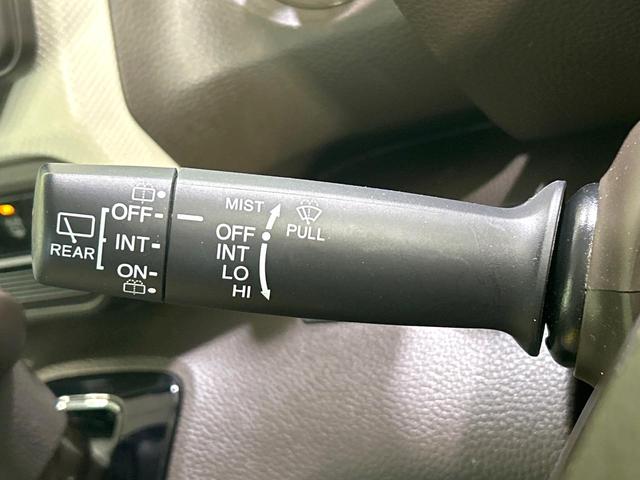 REAR
OFF
INT
ON
MIST
OFF
INT
LO
HI
PULL